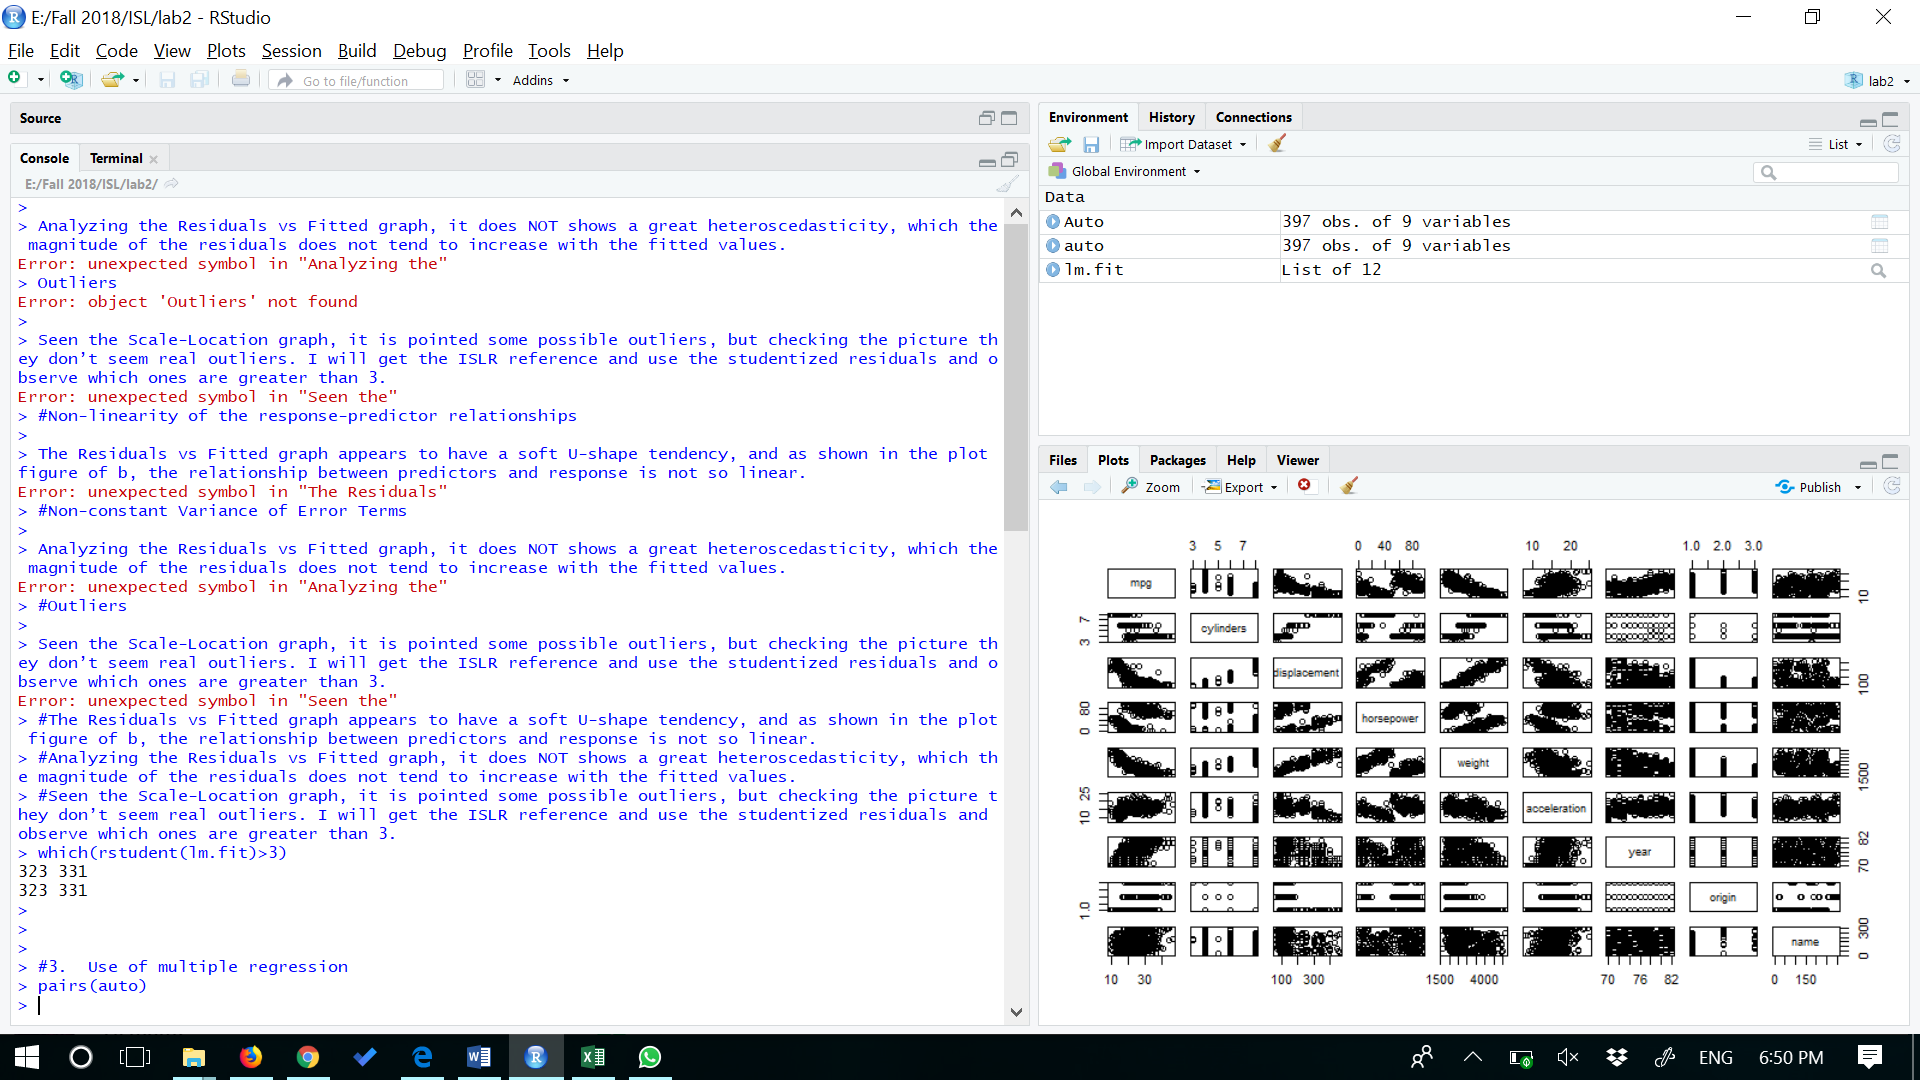 E:/Fall 2018/ISL/lab2 - RStudio
File Edit Code View Plots Session Build Debug Profile Tools Help
Go to file/function Addins lab2
Source
Console Terminal
E:/Fall 2018/ISL/lab2/
>
> Analyzing the Residuals vs Fitted graph, it does NOT shows a great heteroscedasticity, which the
magnitude of the residuals does not tend to increase with the fitted values.
Error: unexpected symbol in "Analyzing the"
> Outliers
Error: object 'Outliers' not found
>
> Seen the Scale-Location graph, it is pointed some possible outliers, but checking the picture th
ey don’t seem real outliers. I will get the ISLR reference and use the studentized residuals and o
bserve which ones are greater than 3.
Error: unexpected symbol in "Seen the"
> #Non-linearity of the response-predictor relationships
>
> The Residuals vs Fitted graph appears to have a soft U-shape tendency, and as shown in the plot
figure of b, the relationship between predictors and response is not so linear.
Error: unexpected symbol in "The Residuals"
> #Non-constant Variance of Error Terms
>
> Analyzing the Residuals vs Fitted graph, it does NOT shows a great heteroscedasticity, which the
magnitude of the residuals does not tend to increase with the fitted values.
Error: unexpected symbol in "Analyzing the"
> #Outliers
>
> Seen the Scale-Location graph, it is pointed some possible outliers, but checking the picture th
ey don’t seem real outliers. I will get the ISLR reference and use the studentized residuals and o
bserve which ones are greater than 3.
Error: unexpected symbol in "Seen the"
> #The Residuals vs Fitted graph appears to have a soft U-shape tendency, and as shown in the plot
figure of b, the relationship between predictors and response is not so linear.
> #Analyzing the Residuals vs Fitted graph, it does NOT shows a great heteroscedasticity, which th
e magnitude of the residuals does not tend to increase with the fitted values.
> #Seen the Scale-Location graph, it is pointed some possible outliers, but checking the picture t
hey don’t seem real outliers. I will get the ISLR reference and use the studentized residuals and
observe which ones are greater than 3.
> which(rstudent(lm.fit)>3)
323 331
323 331
>
>
>
> #3.  Use of multiple regression
> pairs(auto)
>
Environment History Connections
Import Dataset List
Global Environment
Data
Auto 397 obs. of 9 variables
auto 397 obs. of 9 variables
lm.fit List of 12
Files Plots Packages Help Viewer
Zoom Export Publish
3 5 7 0 40 80 10 20 1.0 2.0 3.0
mpg 10
3 7 cylinders
displacement 100
0 80 horsepower
weight 1500
10 25 acceleration
year 70 82
1.0 origin
name 0 300
10 30 100 300 1500 4000 70 76 82 0 150
ENG 6:50 PM